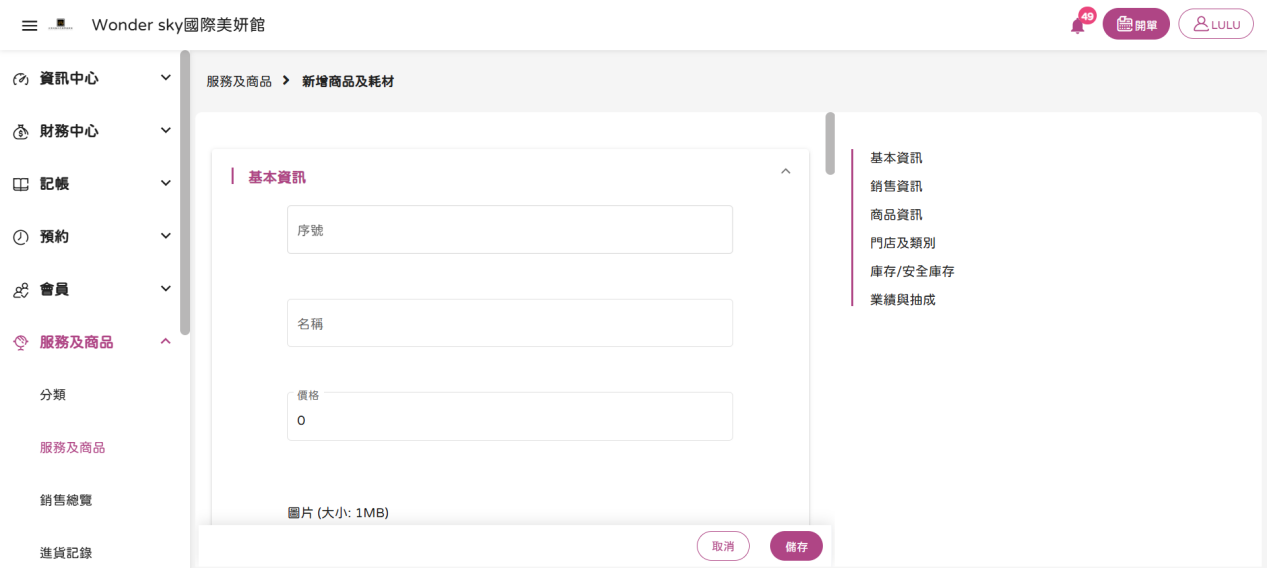 Wonder sky國際美妍館
49
開單
LULU
資訊中心
財務中心
記帳
預約
會員
服務及商品
分類
服務及商品
銷售總覽
進貨記錄
服務及商品 > 新增商品及耗材
基本資訊
序號
名稱
價格
0
圖片 (大小: 1MB)
取消
儲存
基本資訊
銷售資訊
商品資訊
門店及類別
庫存/安全庫存
業績與抽成